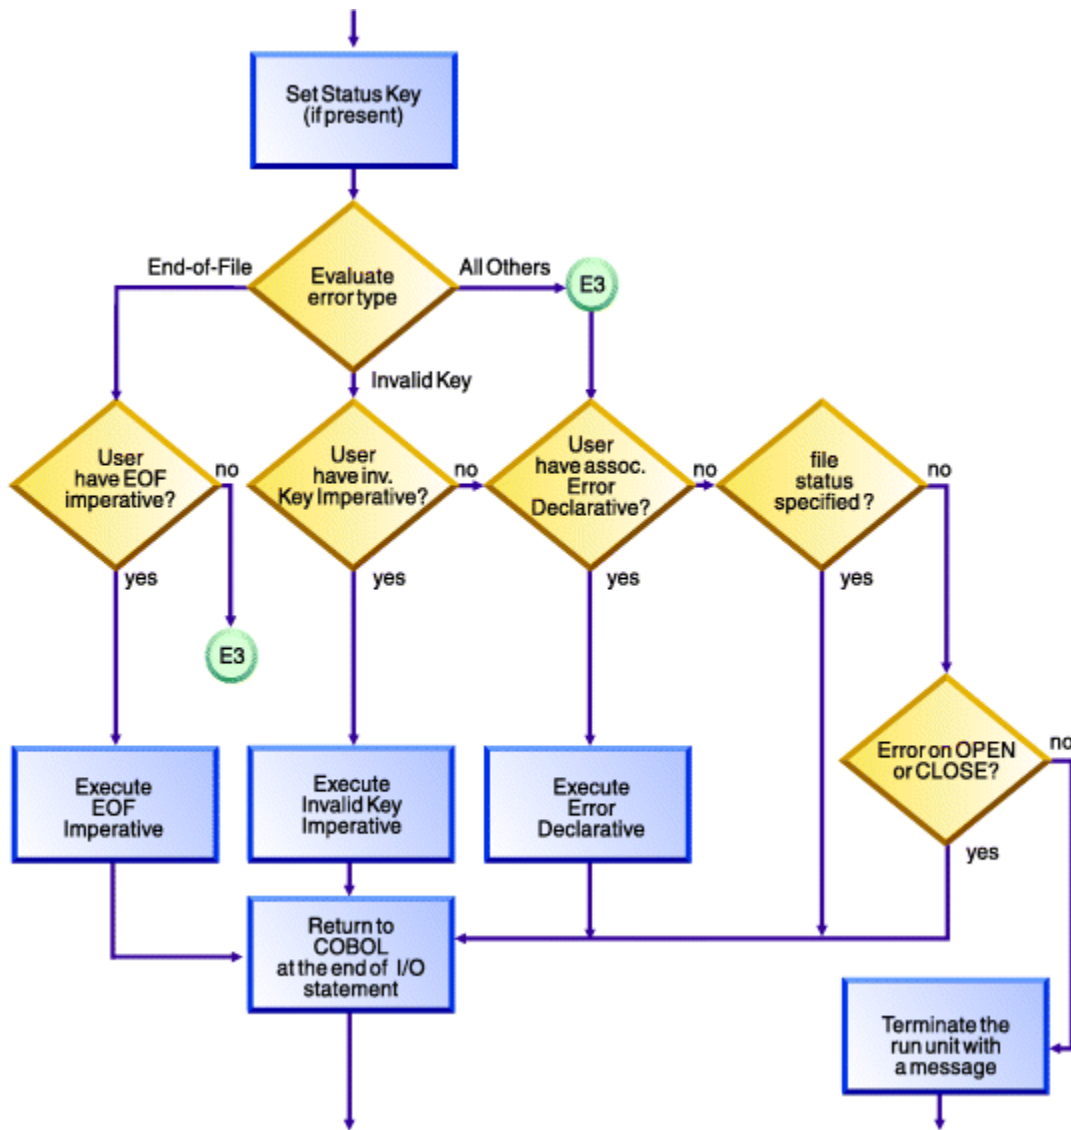 Set Status Key
(if present)
End-of-File
Evaluate
error type
All Others
E3
Invalid Key
User
have EOF
imperative?
no
yes
User
have inv.
Key Imperative?
no
yes
User
have assoc.
Error
Declarative?
no
yes
file
status
specified ?
no
yes
E3
Error on OPEN
or CLOSE?
no
yes
Execute
EOF
Imperative
Execute
Invalid Key
Imperative
Execute
Error
Declarative
Return to
COBOL
at the end of I/O
statement
Terminate the
run unit with
a message